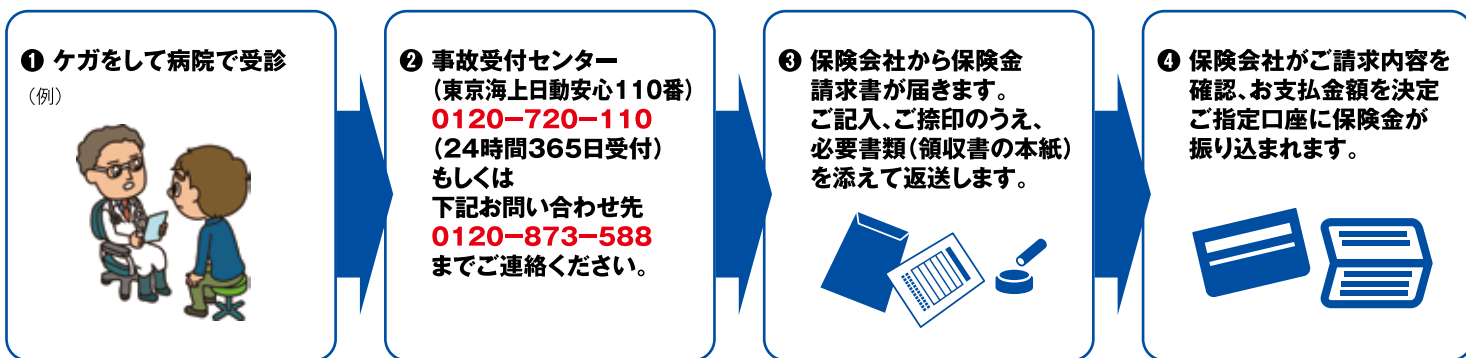 ❶ ケガをして病院で受診
（例）
❷ 事故受付センター
（東京海上日動安心110番）
0120－720－110
（24時間365日受付）
もしくは
下記お問い合わせ先
0120－873－588
までご連絡ください。
❸ 保険会社から保険金
請求書が届きます。
ご記入、ご捺印のうえ、
必要書類（領収書の本紙）
を添えて返送します。
❹ 保険会社がご請求内容を
確認、お支払金額を決定
ご指定口座に保険金が
振り込まれます。